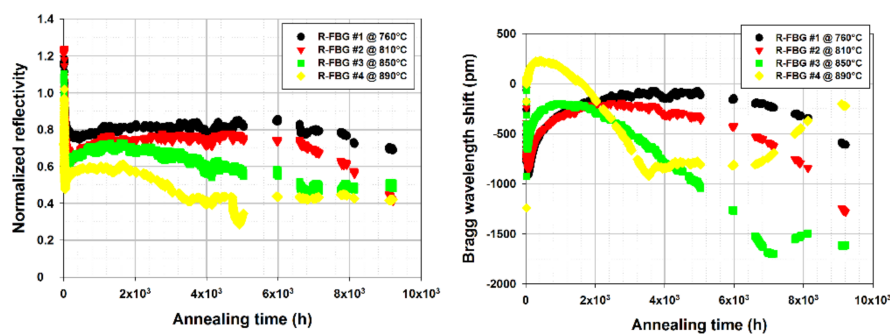 1.4
1.2
1.0
0.8
0.6
0.4
0.2
0
Normalized reflectivity
R-FBG #1 @ 760°C
R-FBG #2 @ 810°C
R-FBG #3 @ 850°C
R-FBG #4 @ 890°C
0
2x10³
4x10³
6x10³
8x10³
10x10³
Annealing time (h)
500
0
-500
-1000
-1500
-2000
Bragg wavelength shift (pm)
R-FBG #1 @ 760°C
R-FBG #2 @ 810°C
R-FBG #3 @ 850°C
R-FBG #4 @ 890°C
0
2x10³
4x10³
6x10³
8x10³
10x10³
Annealing time (h)